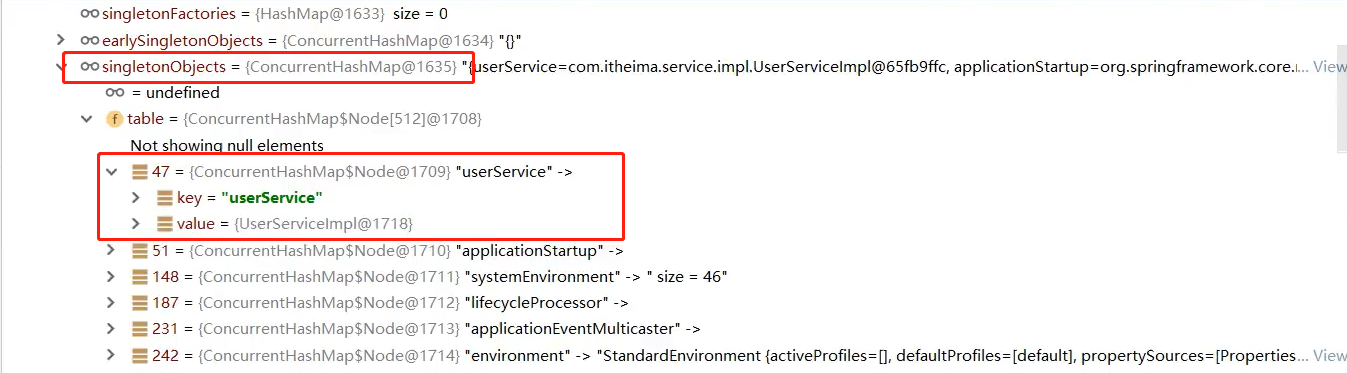 singletonFactories = {HashMap@1633} size = 0
earlySingletonObjects = {ConcurrentHashMap@1634} "{}"
singletonObjects = {ConcurrentHashMap@1635} "{userService=com.itheima.service.impl.UserServiceImpl@65fb9ffc, applicationStartup=org.springframework.core.r... View
= undefined
f table = {ConcurrentHashMap$Node[512]@1708}
Not showing null elements
47 = {ConcurrentHashMap$Node@1709} "userService" ->
key = "userService"
value = {UserServiceImpl@1718}
51 = {ConcurrentHashMap$Node@1710} "applicationStartup" ->
148 = {ConcurrentHashMap$Node@1711} "systemEnvironment" -> " size = 46"
187 = {ConcurrentHashMap$Node@1712} "lifecycleProcessor" ->
231 = {ConcurrentHashMap$Node@1713} "applicationEventMulticaster" ->
242 = {ConcurrentHashMap$Node@1714} "environment" -> "StandardEnvironment {activeProfiles=[], defaultProfiles=[default], propertySources=[Properties... View